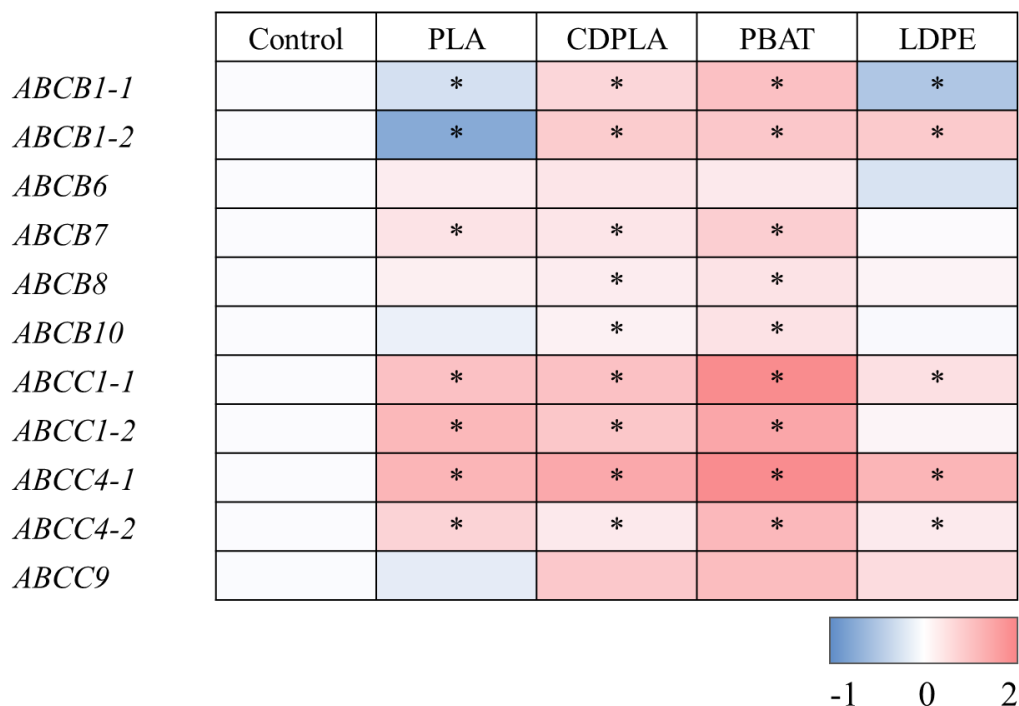 Control PLA CDPLA PBAT LDPE
ABCB1-1 * * * *
ABCB1-2 * * * *
ABCB6
ABCB7 * * *
ABCB8 * *
ABCB10 * *
ABCC1-1 * * * *
ABCC1-2 * * *
ABCC4-1 * * * *
ABCC4-2 * * * *
ABCC9
-1 0 2